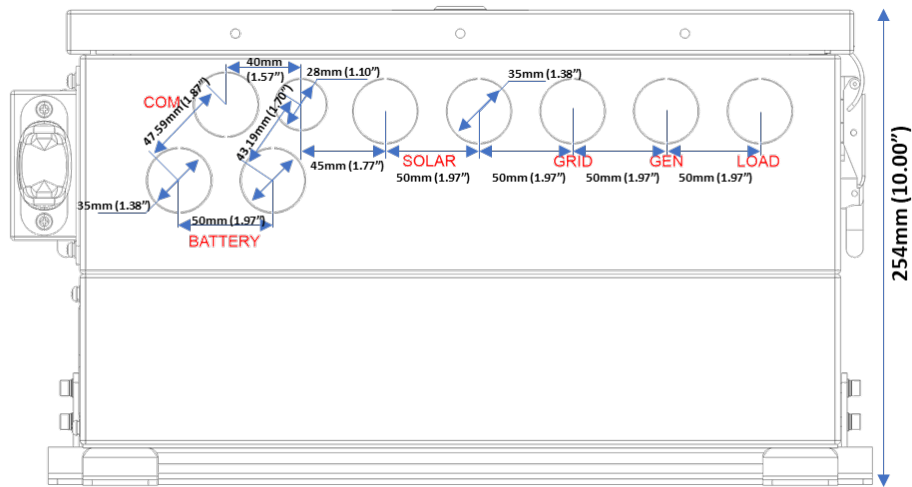 40mm
(1.57”)
28mm (1.10”)
35mm (1.38”)
COM
47.59mm (1.87”)
43.19mm (1.70”)
45mm (1.77”)
SOLAR
GRID
GEN
LOAD
50mm (1.97”)
50mm (1.97”)
50mm (1.97”)
50mm (1.97”)
35mm (1.38”)
50mm (1.97”)
BATTERY
254mm (10.00”)